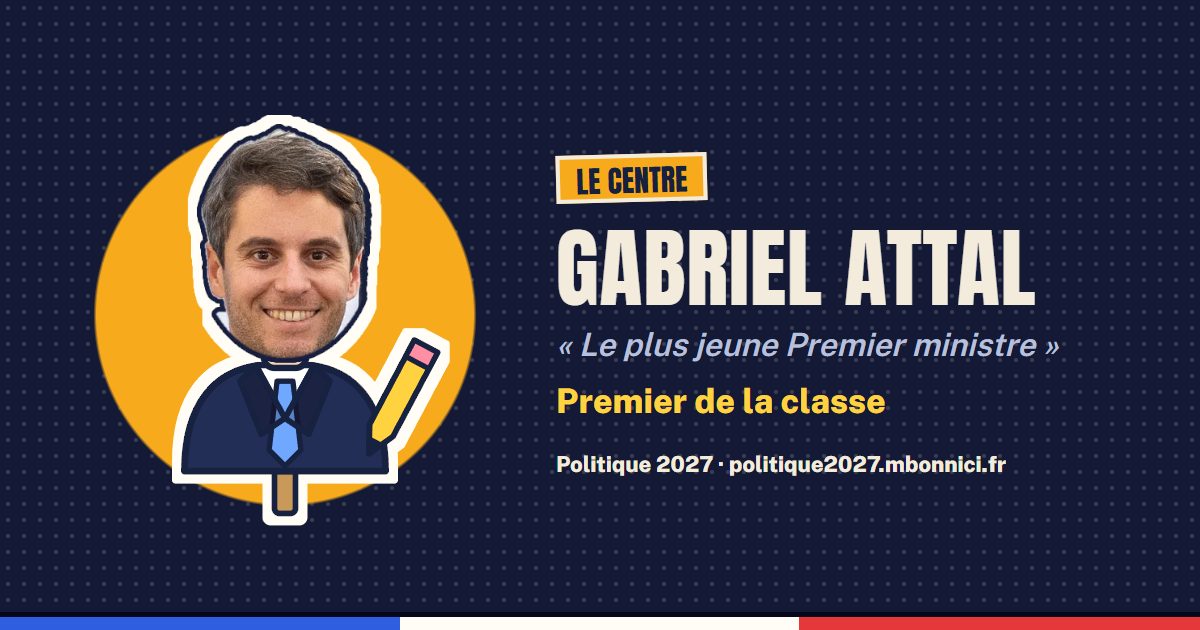 LE CENTRE
GABRIEL ATTAL
« Le plus jeune Premier ministre »
Premier de la classe
Politique 2027 · politique2027.mbonnici.fr